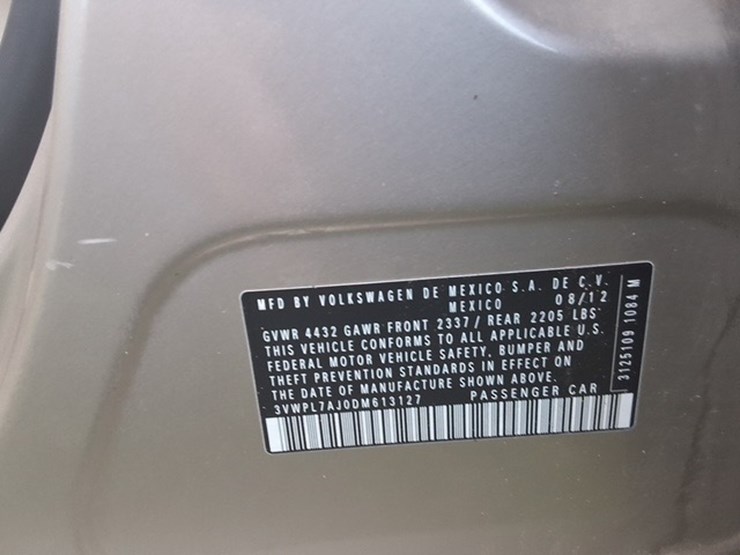 MFD BY VOLKSWAGEN DE MEXICO S.A. DE C.V.
MEXICO 08/12
GVWR 4432 GAWR FRONT 2337/ REAR 2205 LBS
THIS VEHICLE CONFORMS TO ALL APPLICABLE U.S.
FEDERAL MOTOR VEHICLE SAFETY, BUMPER AND
THEFT PREVENTION STANDARDS IN EFFECT ON
THE DATE OF MANUFACTURE SHOWN ABOVE.
3VWPL7AJ0DM613127 PASSENGER CAR
3125109 1084 M